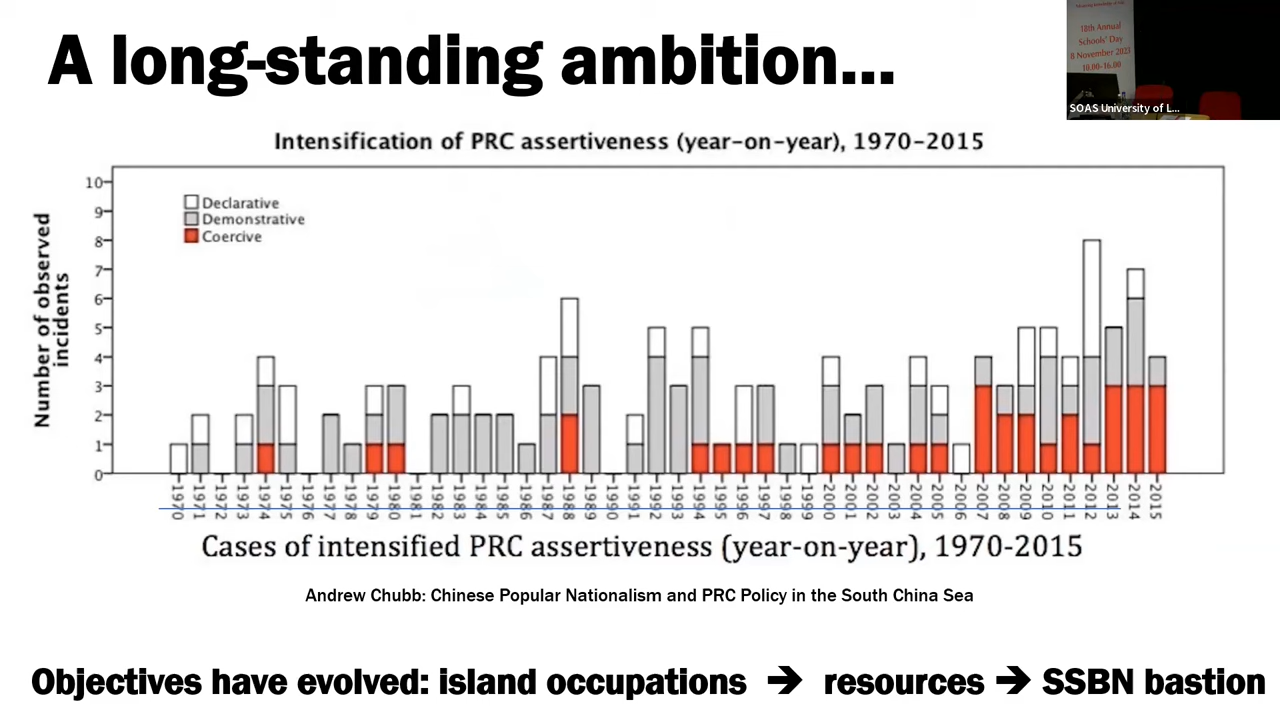 A long-standing ambition...
18th Annual
Schools' Day
8 November 2023
10.00-16.00
SOAS University of L...
Intensification of PRC assertiveness (year-on-year), 1970-2015
Number of observed
incidents
10
9
8
7
6
5
4
3
2
1
0
Declarative
Demonstrative
Coercive
1970 1971 1972 1973 1974 1975 1976 1977 1978 1979 1980 1981 1982 1983 1984 1985 1986 1987 1988 1989 1990 1991 1992 1993 1994 1995 1996 1997 1998 1999 2000 2001 2002 2003 2004 2005 2006 2007 2008 2009 2010 2011 2012 2013 2014 2015
Cases of intensified PRC assertiveness (year-on-year), 1970-2015
Andrew Chubb: Chinese Popular Nationalism and PRC Policy in the South China Sea
Objectives have evolved: island occupations → resources → SSBN bastion